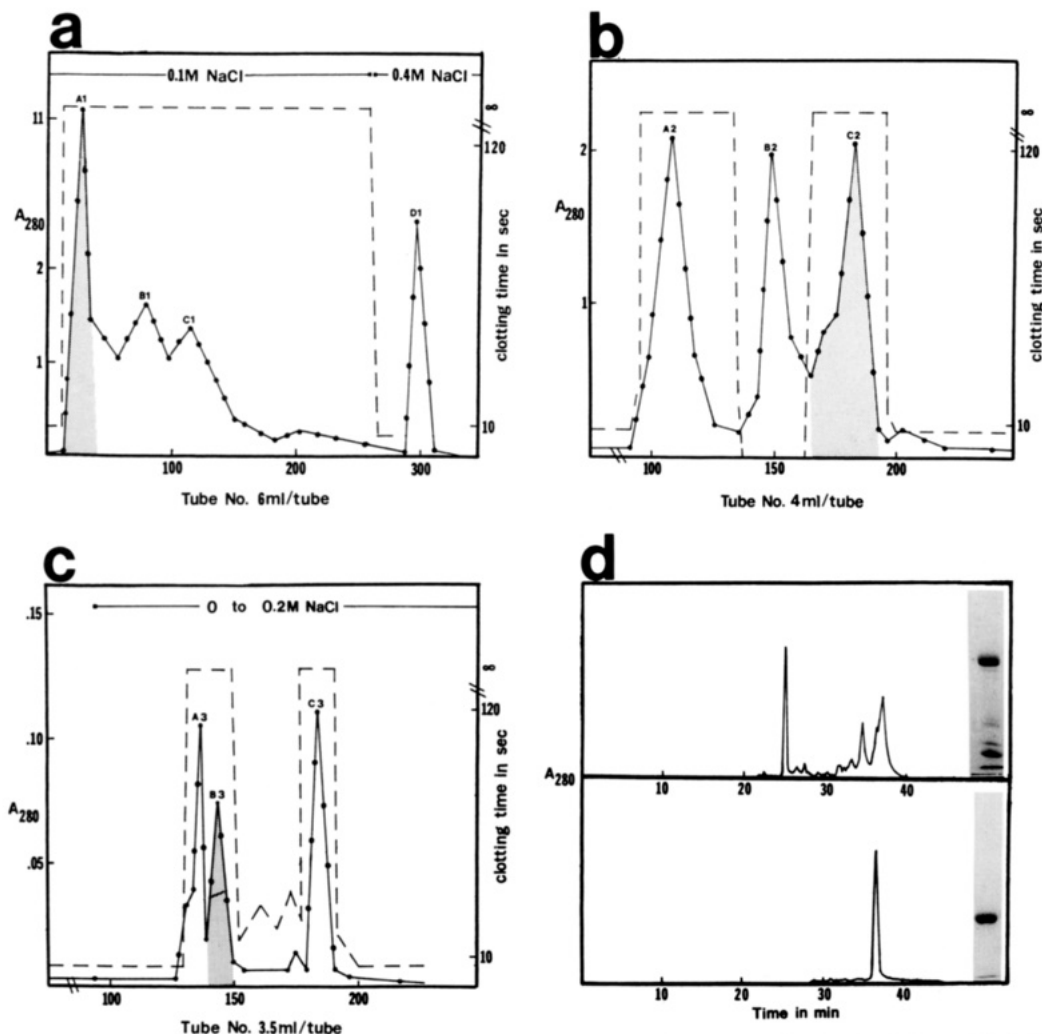 a
0.1M NaCl
0.4M NaCl
A1
∞
11
120
A280
D1
2
B1
C1
1
10
clotting time in sec
100
200
300
Tube No. 6ml/tube
b
∞
A2
B2
C2
2
120
A280
1
10
clotting time in sec
100
150
200
Tube No. 4ml/tube
c
0 to 0.2M NaCl
.15
∞
A3
C3
120
.10
B3
A280
.05
10
clotting time in sec
100
150
200
Tube No. 3.5ml/tube
d
10
20
30
40
A280
10
20
30
40
Time in min